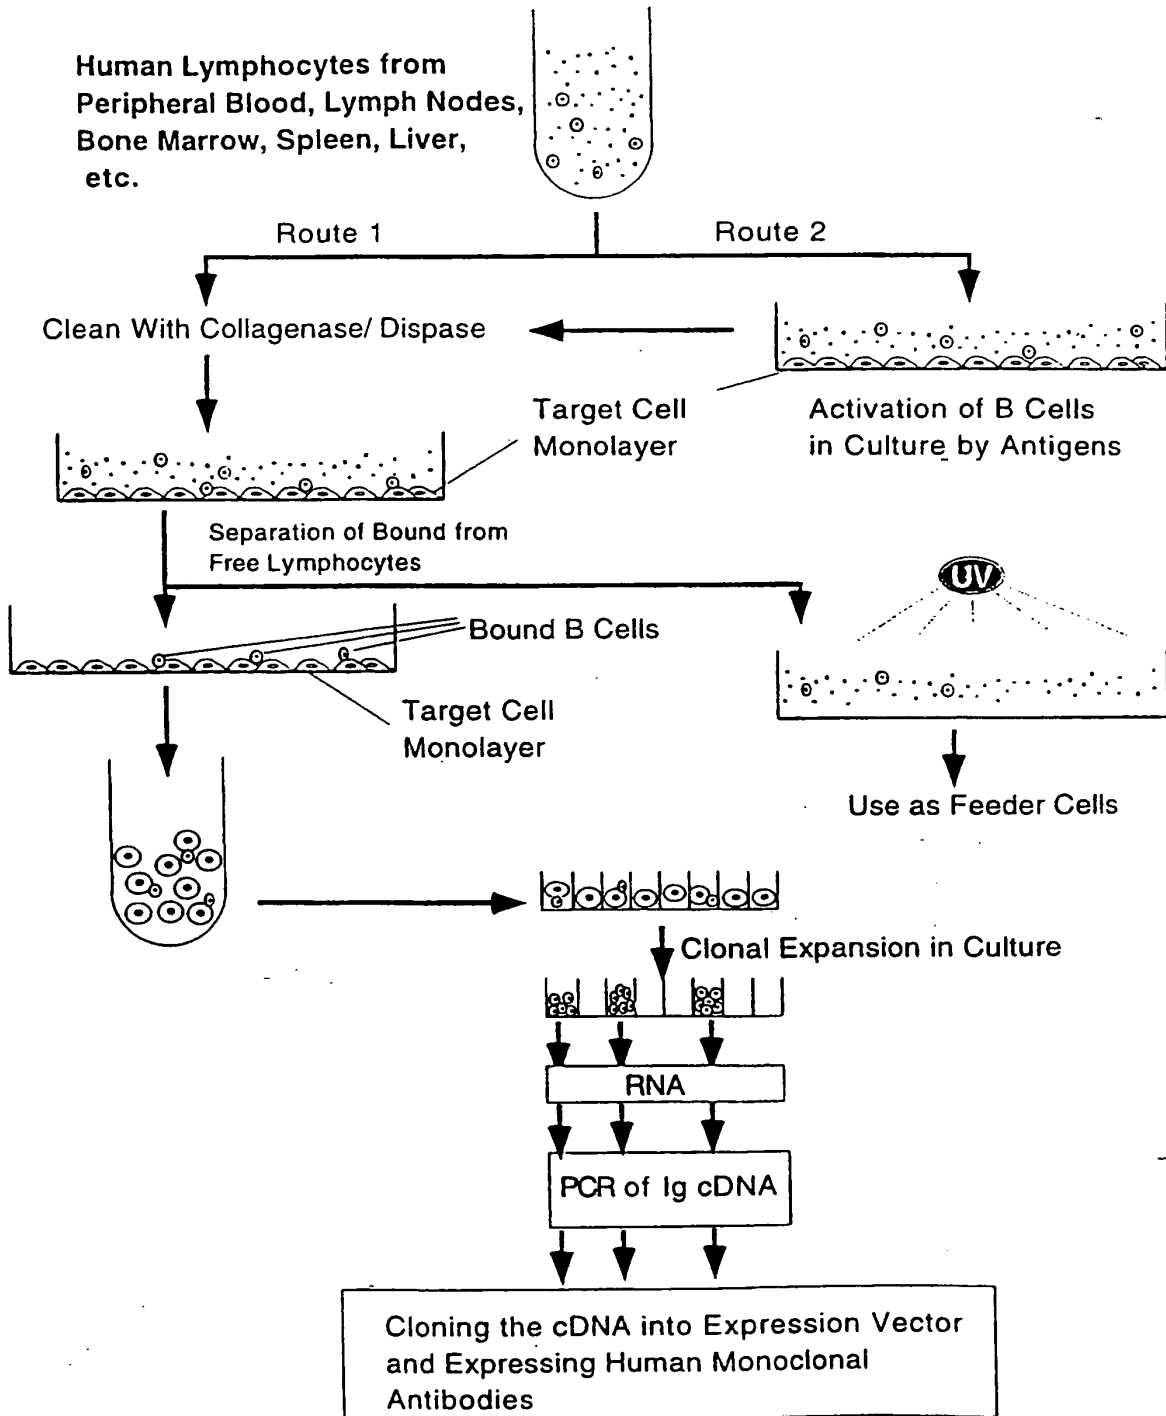 Human Lymphocytes from
Peripheral Blood, Lymph Nodes,
Bone Marrow, Spleen, Liver,
etc.
Route 1
Route 2
Clean With Collagenase/ Dispase
Target Cell
Monolayer
Activation of B Cells
in Culture by Antigens
Separation of Bound from
Free Lymphocytes
UV
Bound B Cells
Target Cell
Monolayer
Use as Feeder Cells
Clonal Expansion in Culture
RNA
PCR of Ig cDNA
Cloning the cDNA into Expression Vector
and Expressing Human Monoclonal
Antibodies